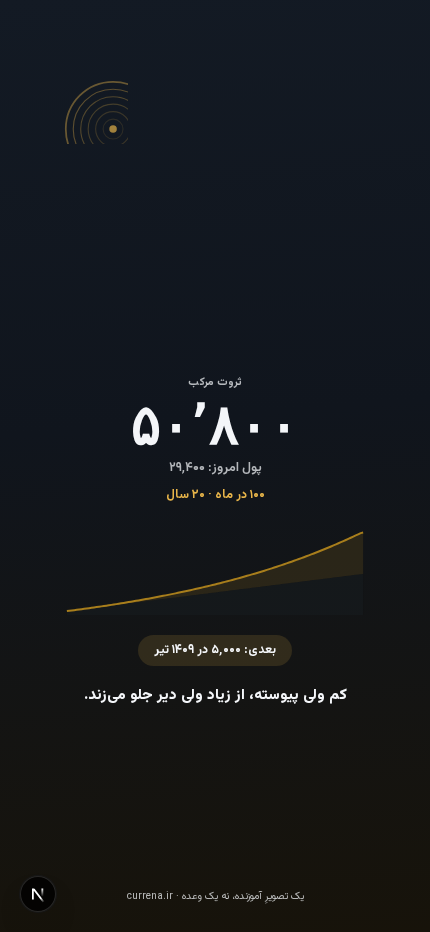 ثروت مرکب
۵۰٬۸۰۰
پول امروز: ۲۹,۴۰۰
۱۰۰ در ماه · ۲۰ سال
بعدی: ۵,۰۰۰ در ۱۴۰۹ تیر
کم ولی پیوسته، از زیاد ولی دیر جلو می‌زند.
یک تصویرِ آموزنده، نه یک وعده · currena.ir
N